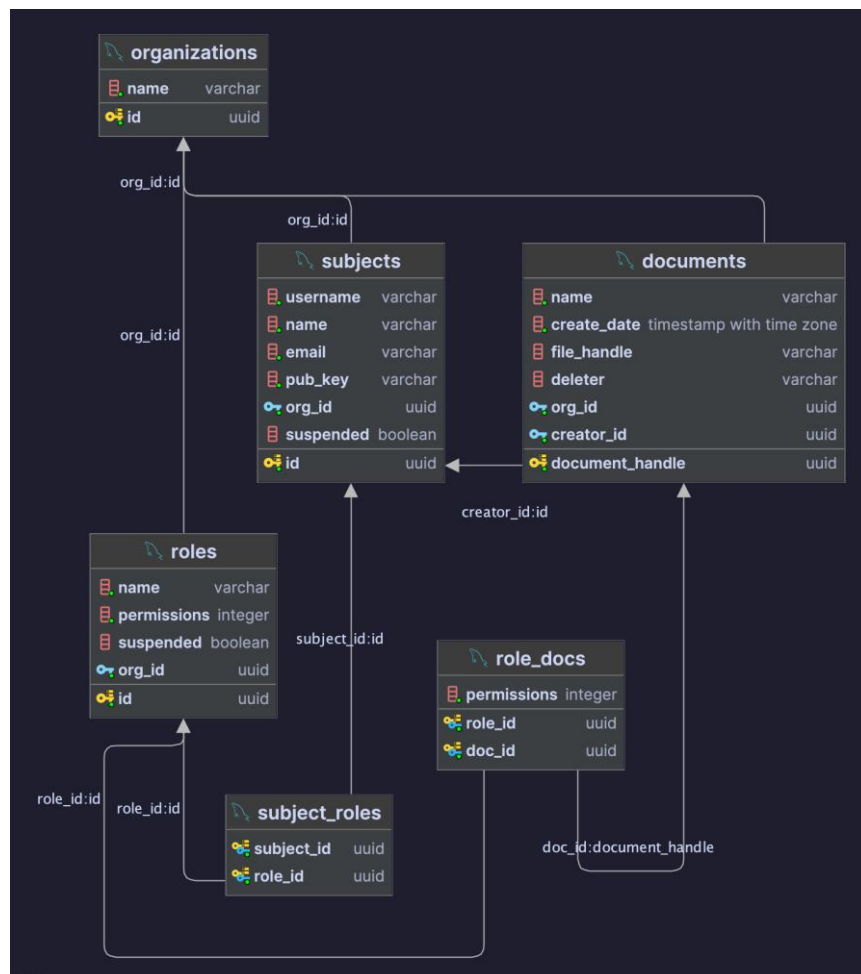 organizations
name varchar
id uuid
org_id:id
org_id:id
subjects
username varchar
name varchar
email varchar
pub_key varchar
org_id uuid
suspended boolean
id uuid
documents
name varchar
create_date timestamp with time zone
file_handle varchar
deleter varchar
org_id uuid
creator_id uuid
document_handle uuid
org_id:id
creator_id:id
roles
name varchar
permissions integer
suspended boolean
org_id uuid
id uuid
subject_id:id
role_docs
permissions integer
role_id uuid
doc_id uuid
role_id:id
role_id:id
subject_roles
subject_id uuid
role_id uuid
doc_id:document_handle